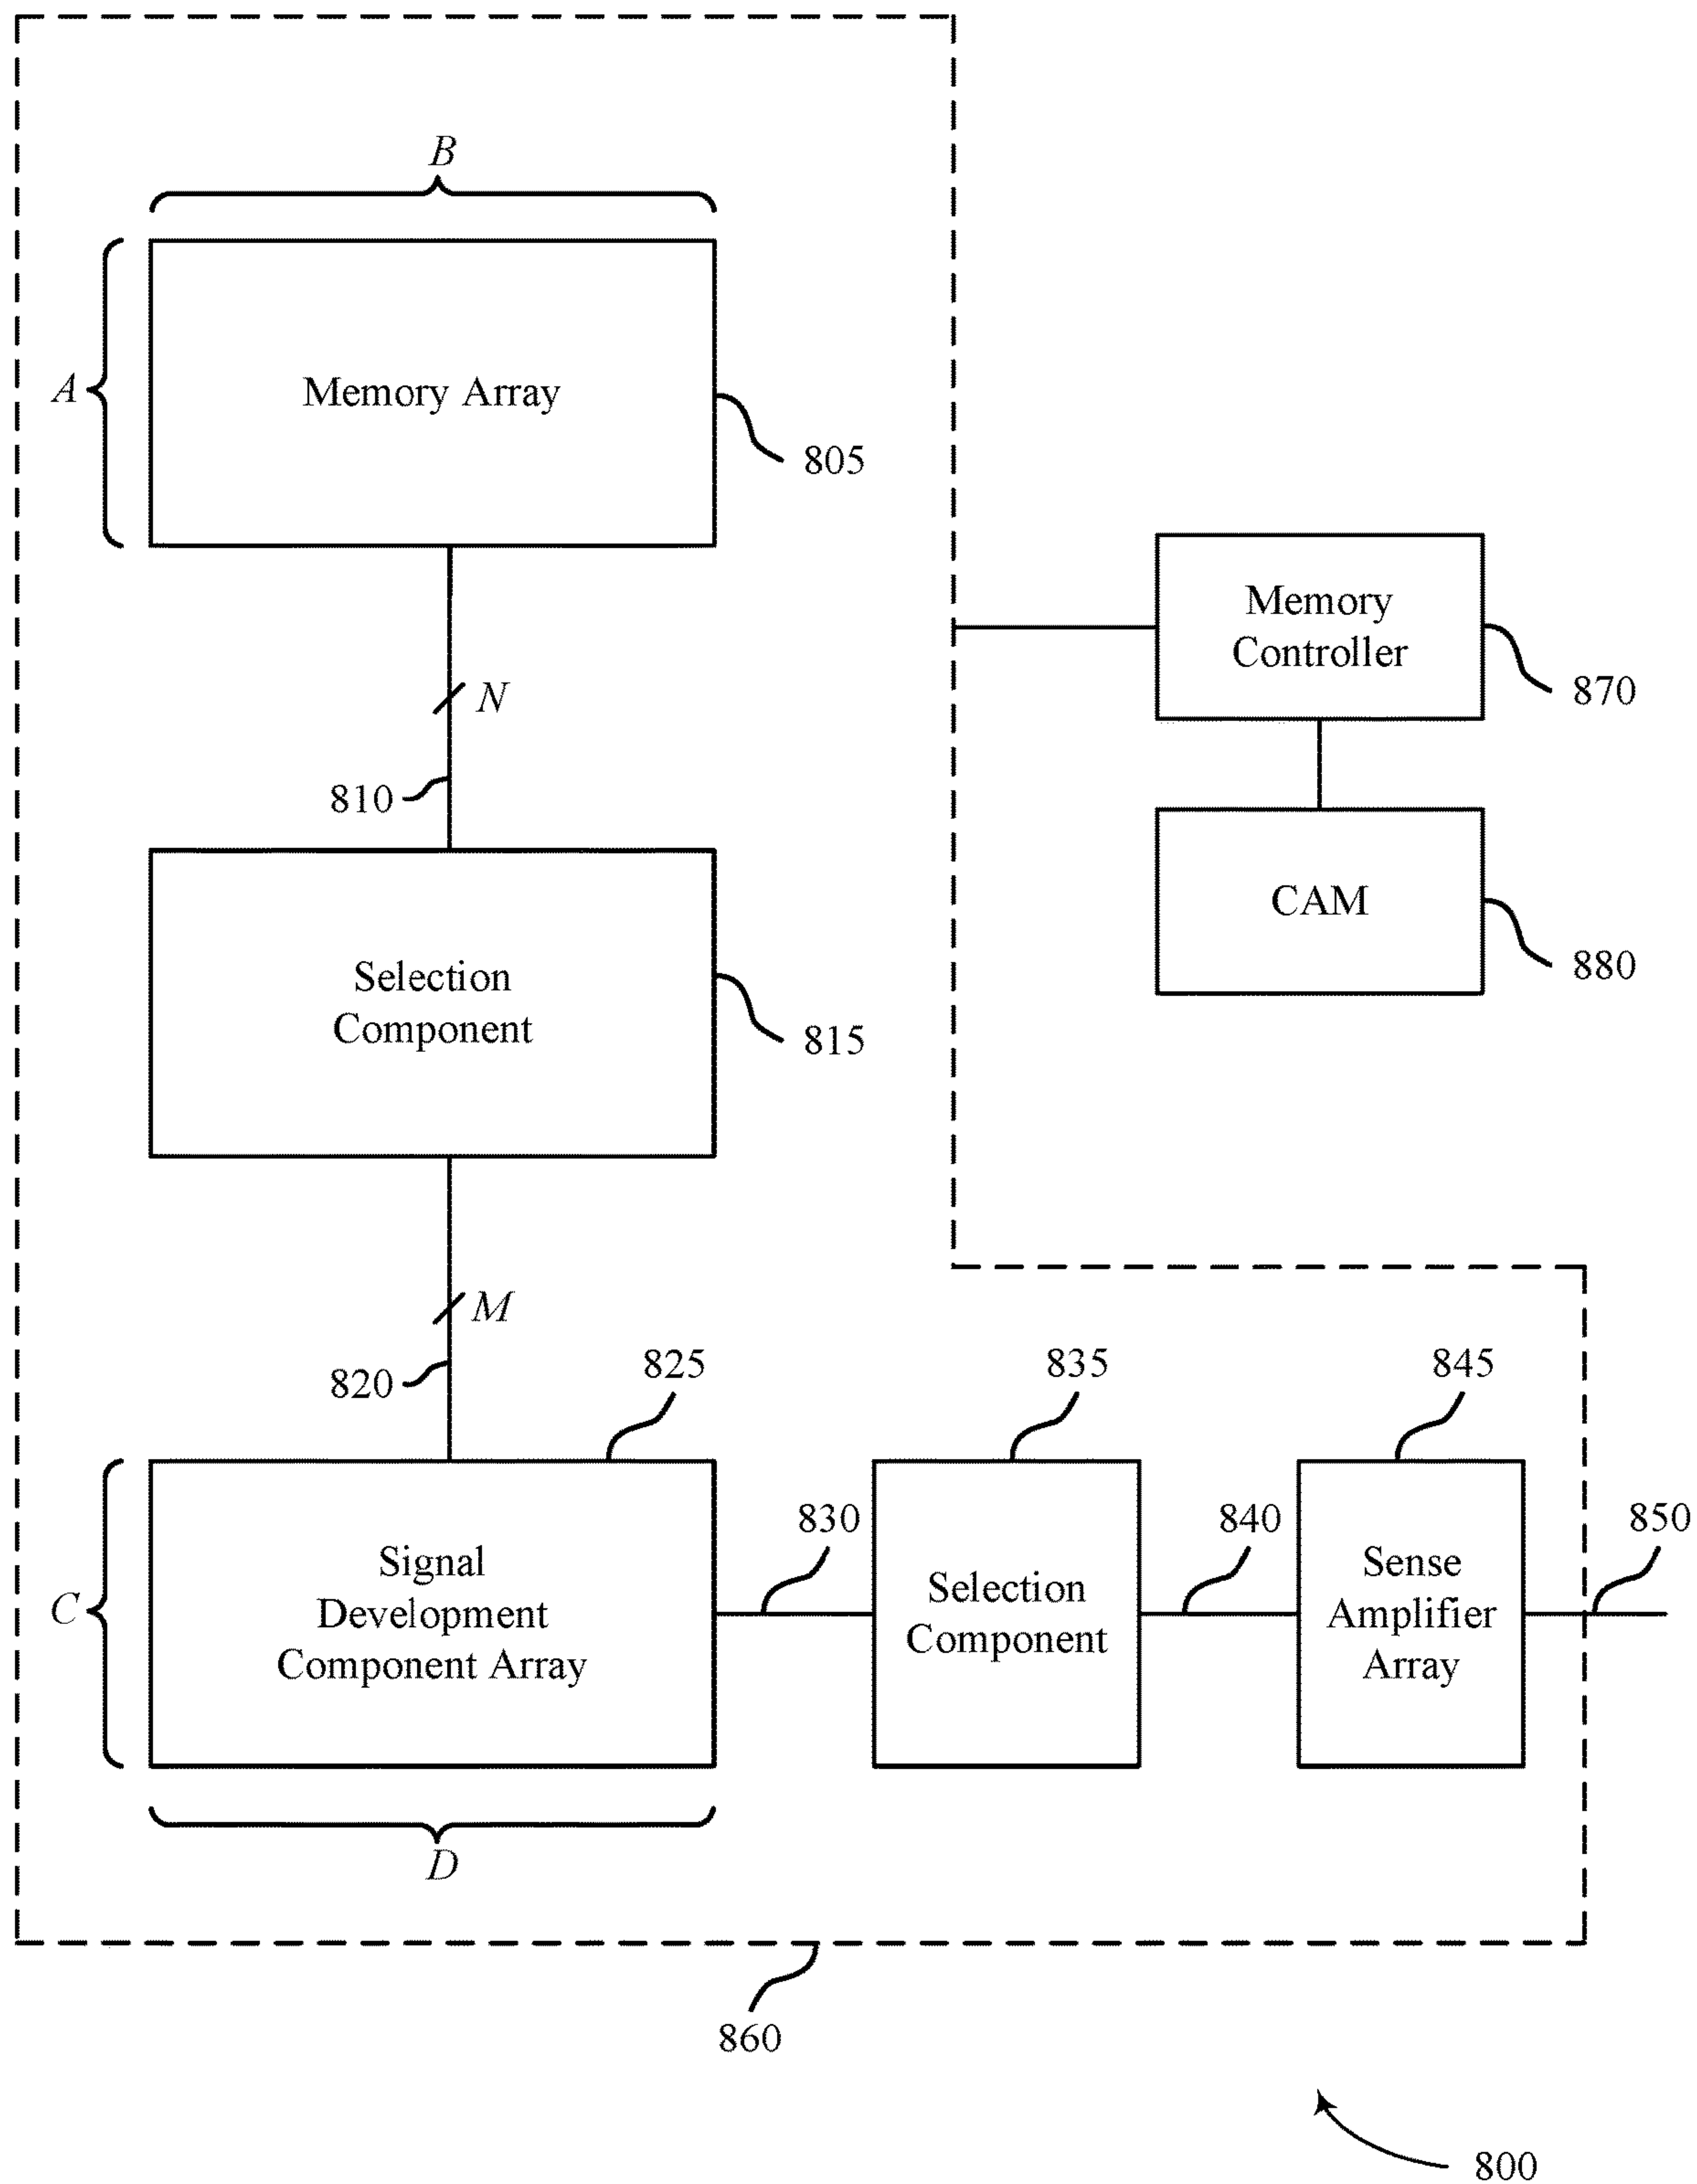 B
A
Memory Array
805
N
810
Memory
Controller
870
CAM
880
Selection
Component
815
M
820
825
835
845
C
Signal
Development
Component Array
830
Selection
Component
840
Sense
Amplifier
Array
850
D
860
800